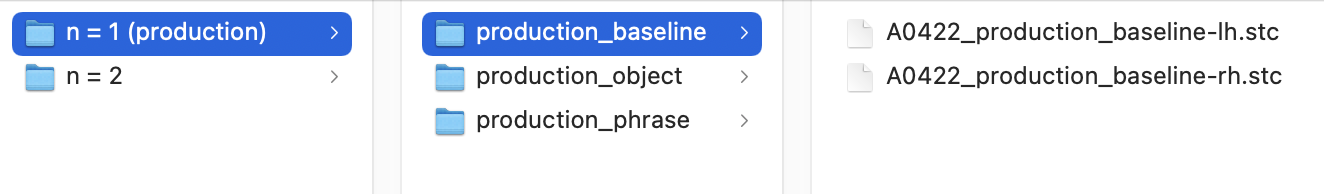 n = 1 (production)
n = 2
production_baseline
production_object
production_phrase
A0422_production_baseline-lh.stc
A0422_production_baseline-rh.stc